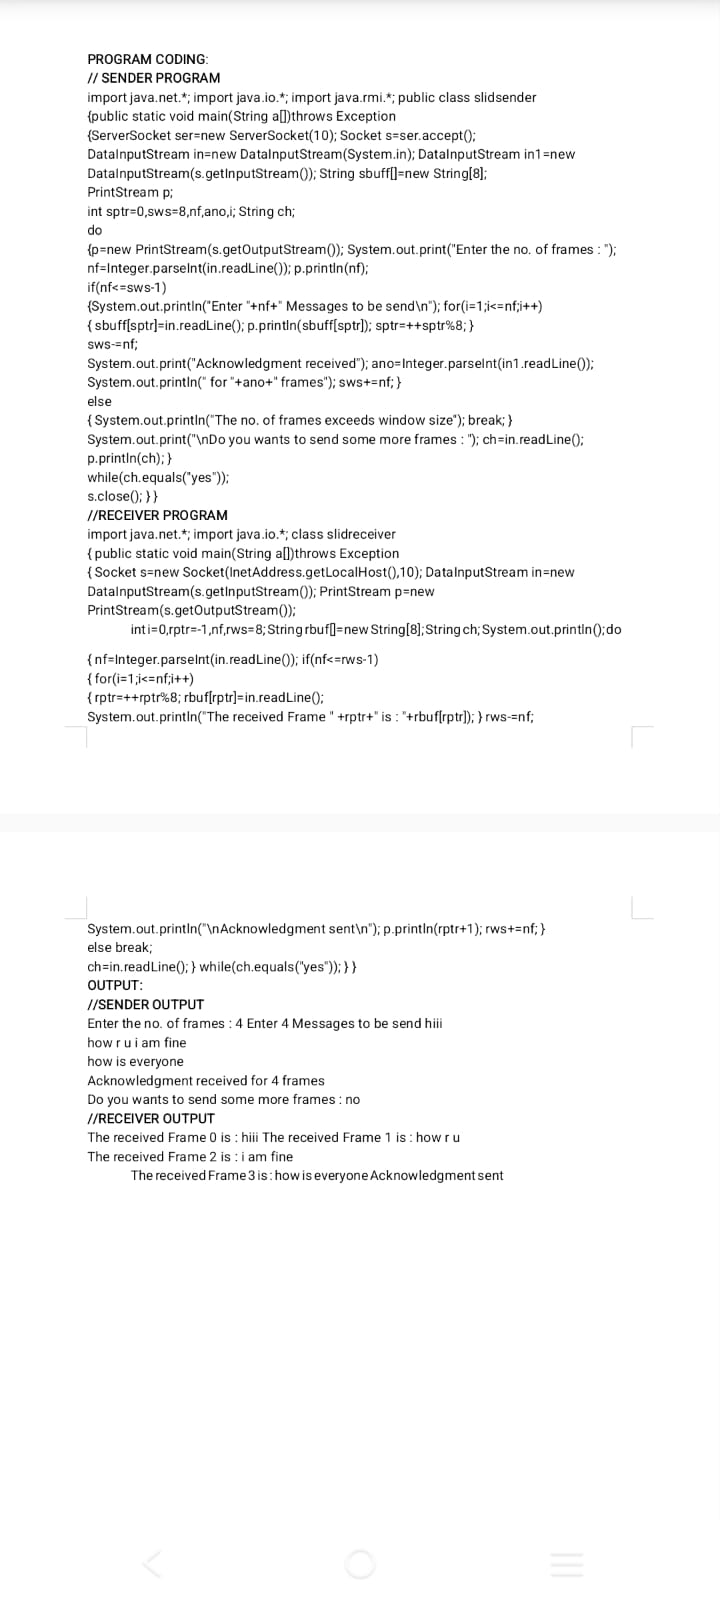 PROGRAM CODING:
// SENDER PROGRAM
import java.net.*; import java.io.*; import java.rmi.*; public class slidsender
{public static void main(String a[])throws Exception
{ServerSocket ser=new ServerSocket(10); Socket s=ser.accept();
DataInputStream in=new DataInputStream(System.in); DataInputStream in1=new
DataInputStream(s.getInputStream()); String sbuff[]=new String[8];
PrintStream p;
int sptr=0,sws=8,nf,ano,i; String ch;
do
{p=new PrintStream(s.getOutputStream()); System.out.print("Enter the no. of frames : ");
nf=Integer.parseInt(in.readLine()); p.println(nf);
if(nf<=sws-1)
{System.out.println("Enter "+nf+" Messages to be send\n"); for(i=1;i<=nf;i++)
{ sbuff[sptr]=in.readLine(); p.println(sbuff[sptr]); sptr=++sptr%8; }
sws-=nf;
System.out.print("Acknowledgment received"); ano=Integer.parseInt(in1.readLine());
System.out.println(" for "+ano+" frames"); sws+=nf; }
else
{ System.out.println("The no. of frames exceeds window size"); break; }
System.out.print("\nDo you wants to send some more frames : "); ch=in.readLine();
p.println(ch); }
while(ch.equals("yes"));
s.close(); } }
//RECEIVER PROGRAM
import java.net.*; import java.io.*; class slidreceiver
{ public static void main(String a[])throws Exception
{ Socket s=new Socket(InetAddress.getLocalHost(),10); DataInputStream in=new
DataInputStream(s.getInputStream()); PrintStream p=new
PrintStream(s.getOutputStream());
int i=0,rptr=-1,nf,rws=8; String rbuf[]=new String[8]; String ch; System.out.println(); do
{ nf=Integer.parseInt(in.readLine()); if(nf<=rws-1)
{ for(i=1;i<=nf;i++)
{ rptr=++rptr%8; rbuf[rptr]=in.readLine();
System.out.println("The received Frame " +rptr+" is : "+rbuf[rptr]); } rws-=nf;
System.out.println("\nAcknowledgment sent\n"); p.println(rptr+1); rws+=nf; }
else break;
ch=in.readLine(); } while(ch.equals("yes")); } }
OUTPUT:
//SENDER OUTPUT
Enter the no. of frames : 4 Enter 4 Messages to be send hiii
how r u i am fine
how is everyone
Acknowledgment received for 4 frames
Do you wants to send some more frames : no
//RECEIVER OUTPUT
The received Frame 0 is : hiii The received Frame 1 is : how r u
The received Frame 2 is : i am fine
The received Frame 3 is : how is everyone Acknowledgment sent